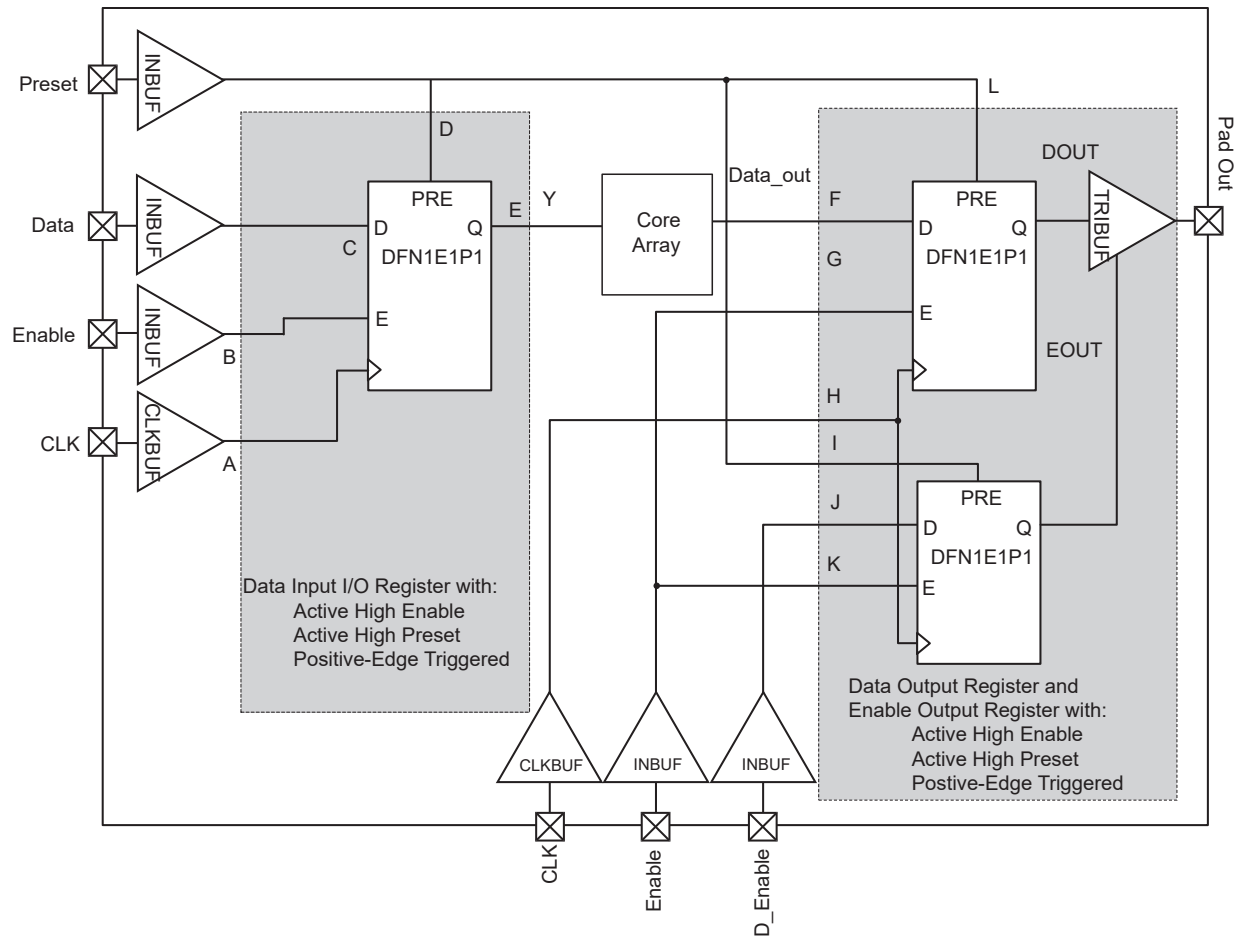 Preset
INBUF
L
D
DOUT
Pad Out
Data
INBUF
PRE
D
Q
C
DFN1E1P1
E
E
Y
Core
Array
Data_out
F
G
PRE
D
Q
DFN1E1P1
E
TRIBUF
EOUT
Enable
INBUF
B
CLK
CLKBUF
A
H
I
J
K
PRE
D
Q
DFN1E1P1
E
Data Input I/O Register with:
Active High Enable
Active High Preset
Positive-Edge Triggered
Data Output Register and
Enable Output Register with:
Active High Enable
Active High Preset
Postive-Edge Triggered
CLKBUF
INBUF
INBUF
CLK
Enable
D_Enable